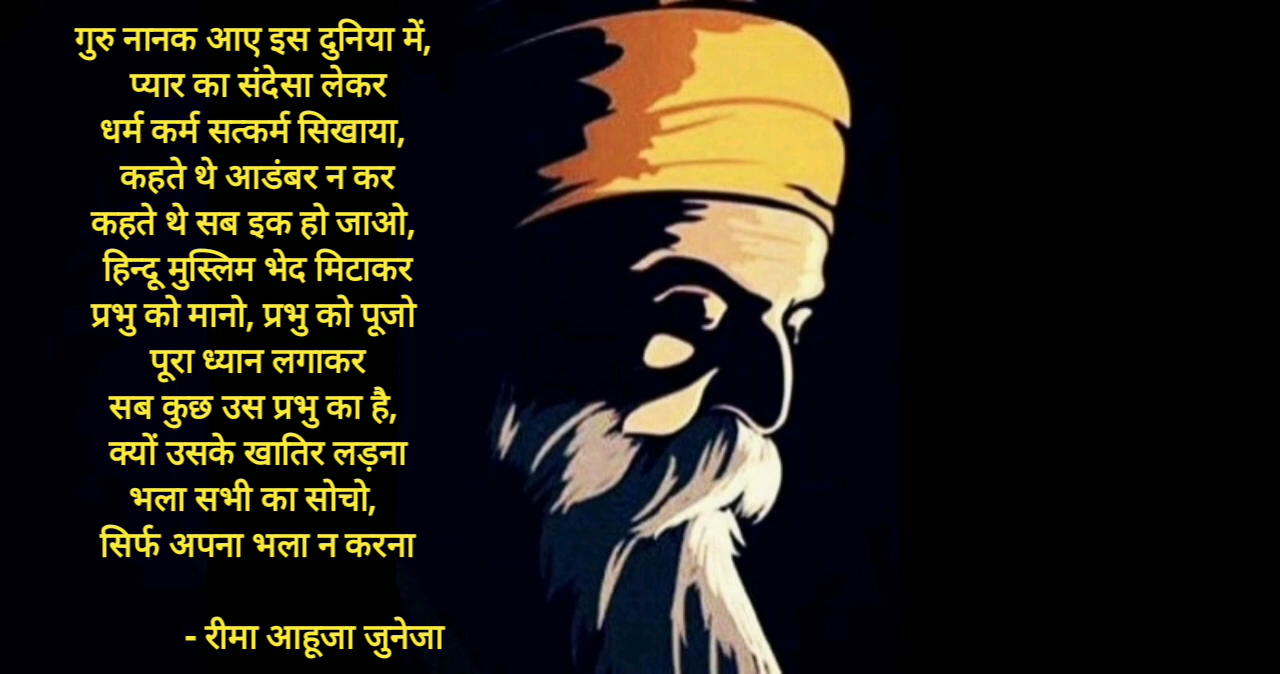 गुरु नानक आए इस दुनिया में,
प्यार का संदेसा लेकर
धर्म कर्म सत्कर्म सिखाया,
कहते थे आडंबर न कर
कहते थे सब इक हो जाओ,
हिन्दू मुस्लिम भेद मिटाकर
प्रभु को मानो, प्रभु को पूजो
पूरा ध्यान लगाकर
सब कुछ उस प्रभु का है,
क्यों उसके खातिर लड़ना
भला सभी का सोचो,
सिर्फ अपना भला न करना
- रीमा आहूजा जुनेजा